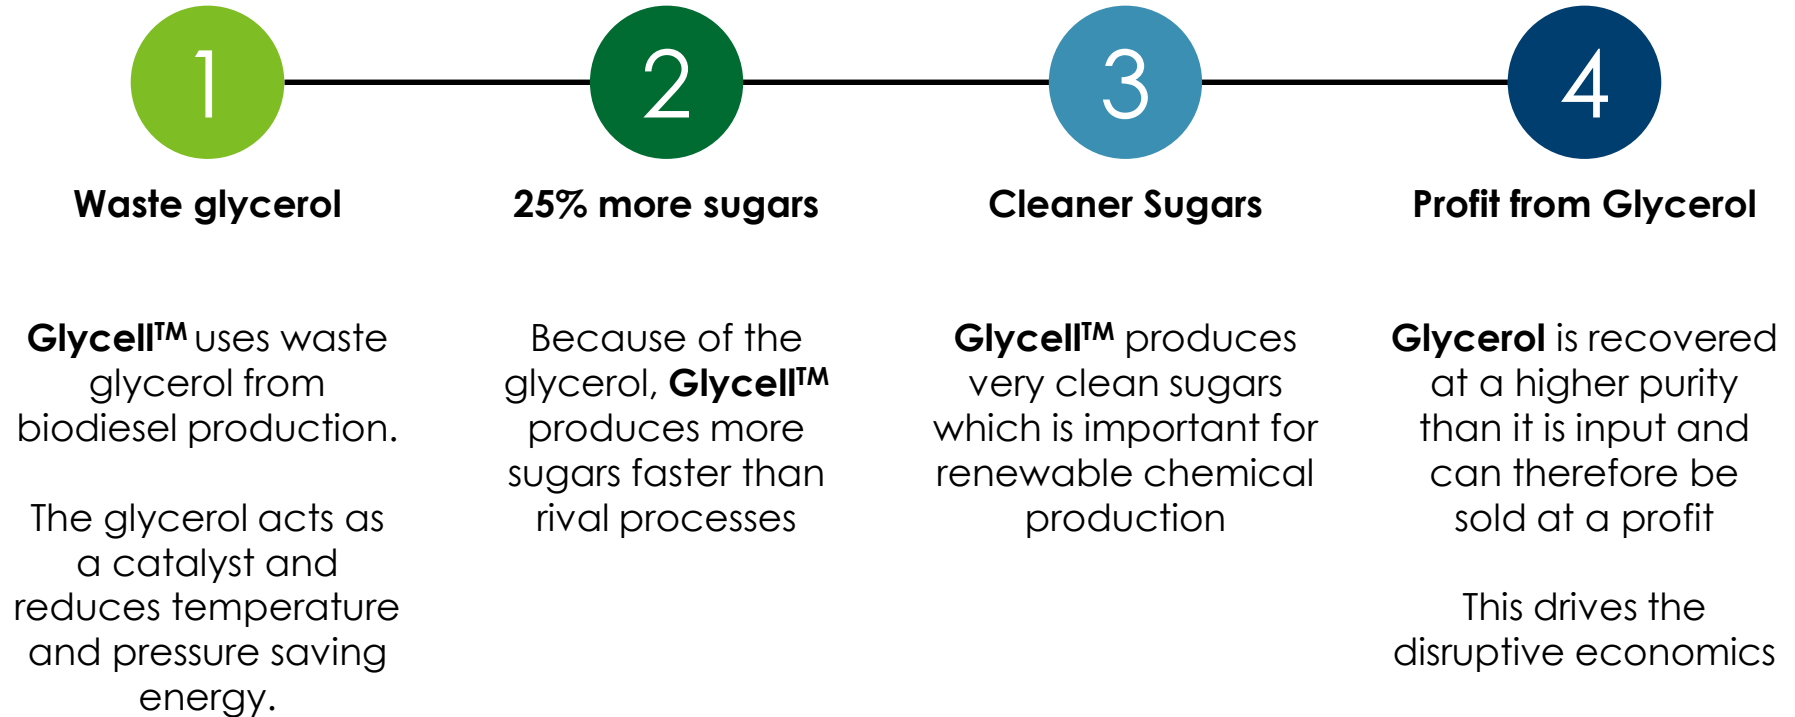 1
2
3
4
Waste glycerol
25% more sugars
Cleaner Sugars
Profit from Glycerol
Glycell™ uses waste
glycerol from
biodiesel production.
The glycerol acts as
a catalyst and
reduces temperature
and pressure saving
energy.
Because of the
glycerol, Glycell™
produces more
sugars faster than
rival processes
Glycell™ produces
very clean sugars
which is important for
renewable chemical
production
Glycerol is recovered
at a higher purity
than it is input and
can therefore be
sold at a profit
This drives the
disruptive economics